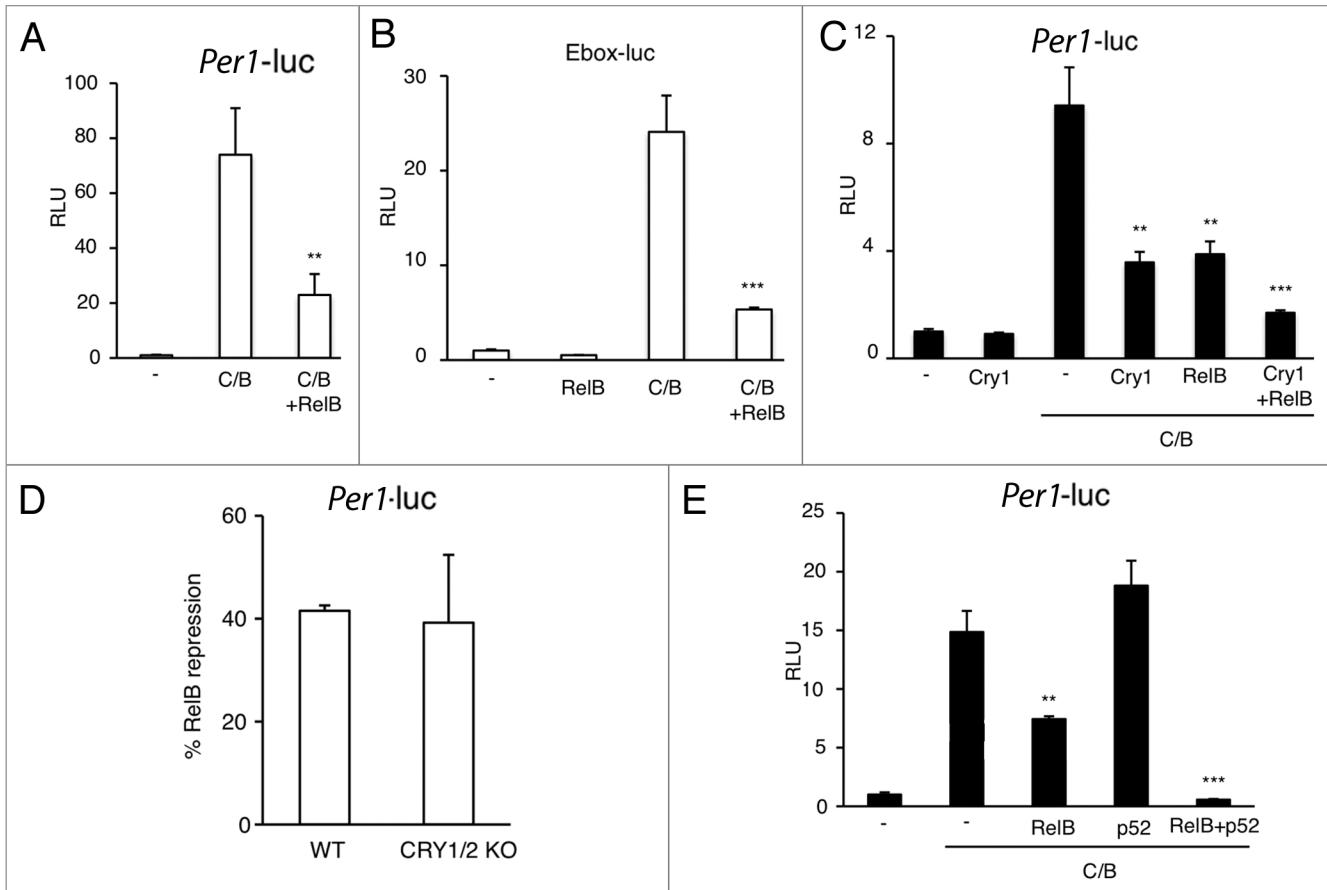 A
Per1-luc
100
80
60
40
20
0
RLU
**
- C/B C/B
+RelB
B
Ebox-luc
30
20
10
0
RLU
***
- RelB C/B C/B
+RelB
C
Per1-luc
12
8
4
0
RLU
** **
***
- Cry1 - Cry1 RelB Cry1
+RelB
C/B
D
Per1-luc
60
40
20
0
% RelB repression
WT CRY1/2 KO
E
Per1-luc
25
20
15
10
5
0
RLU
**
***
- - RelB p52 RelB+p52
C/B